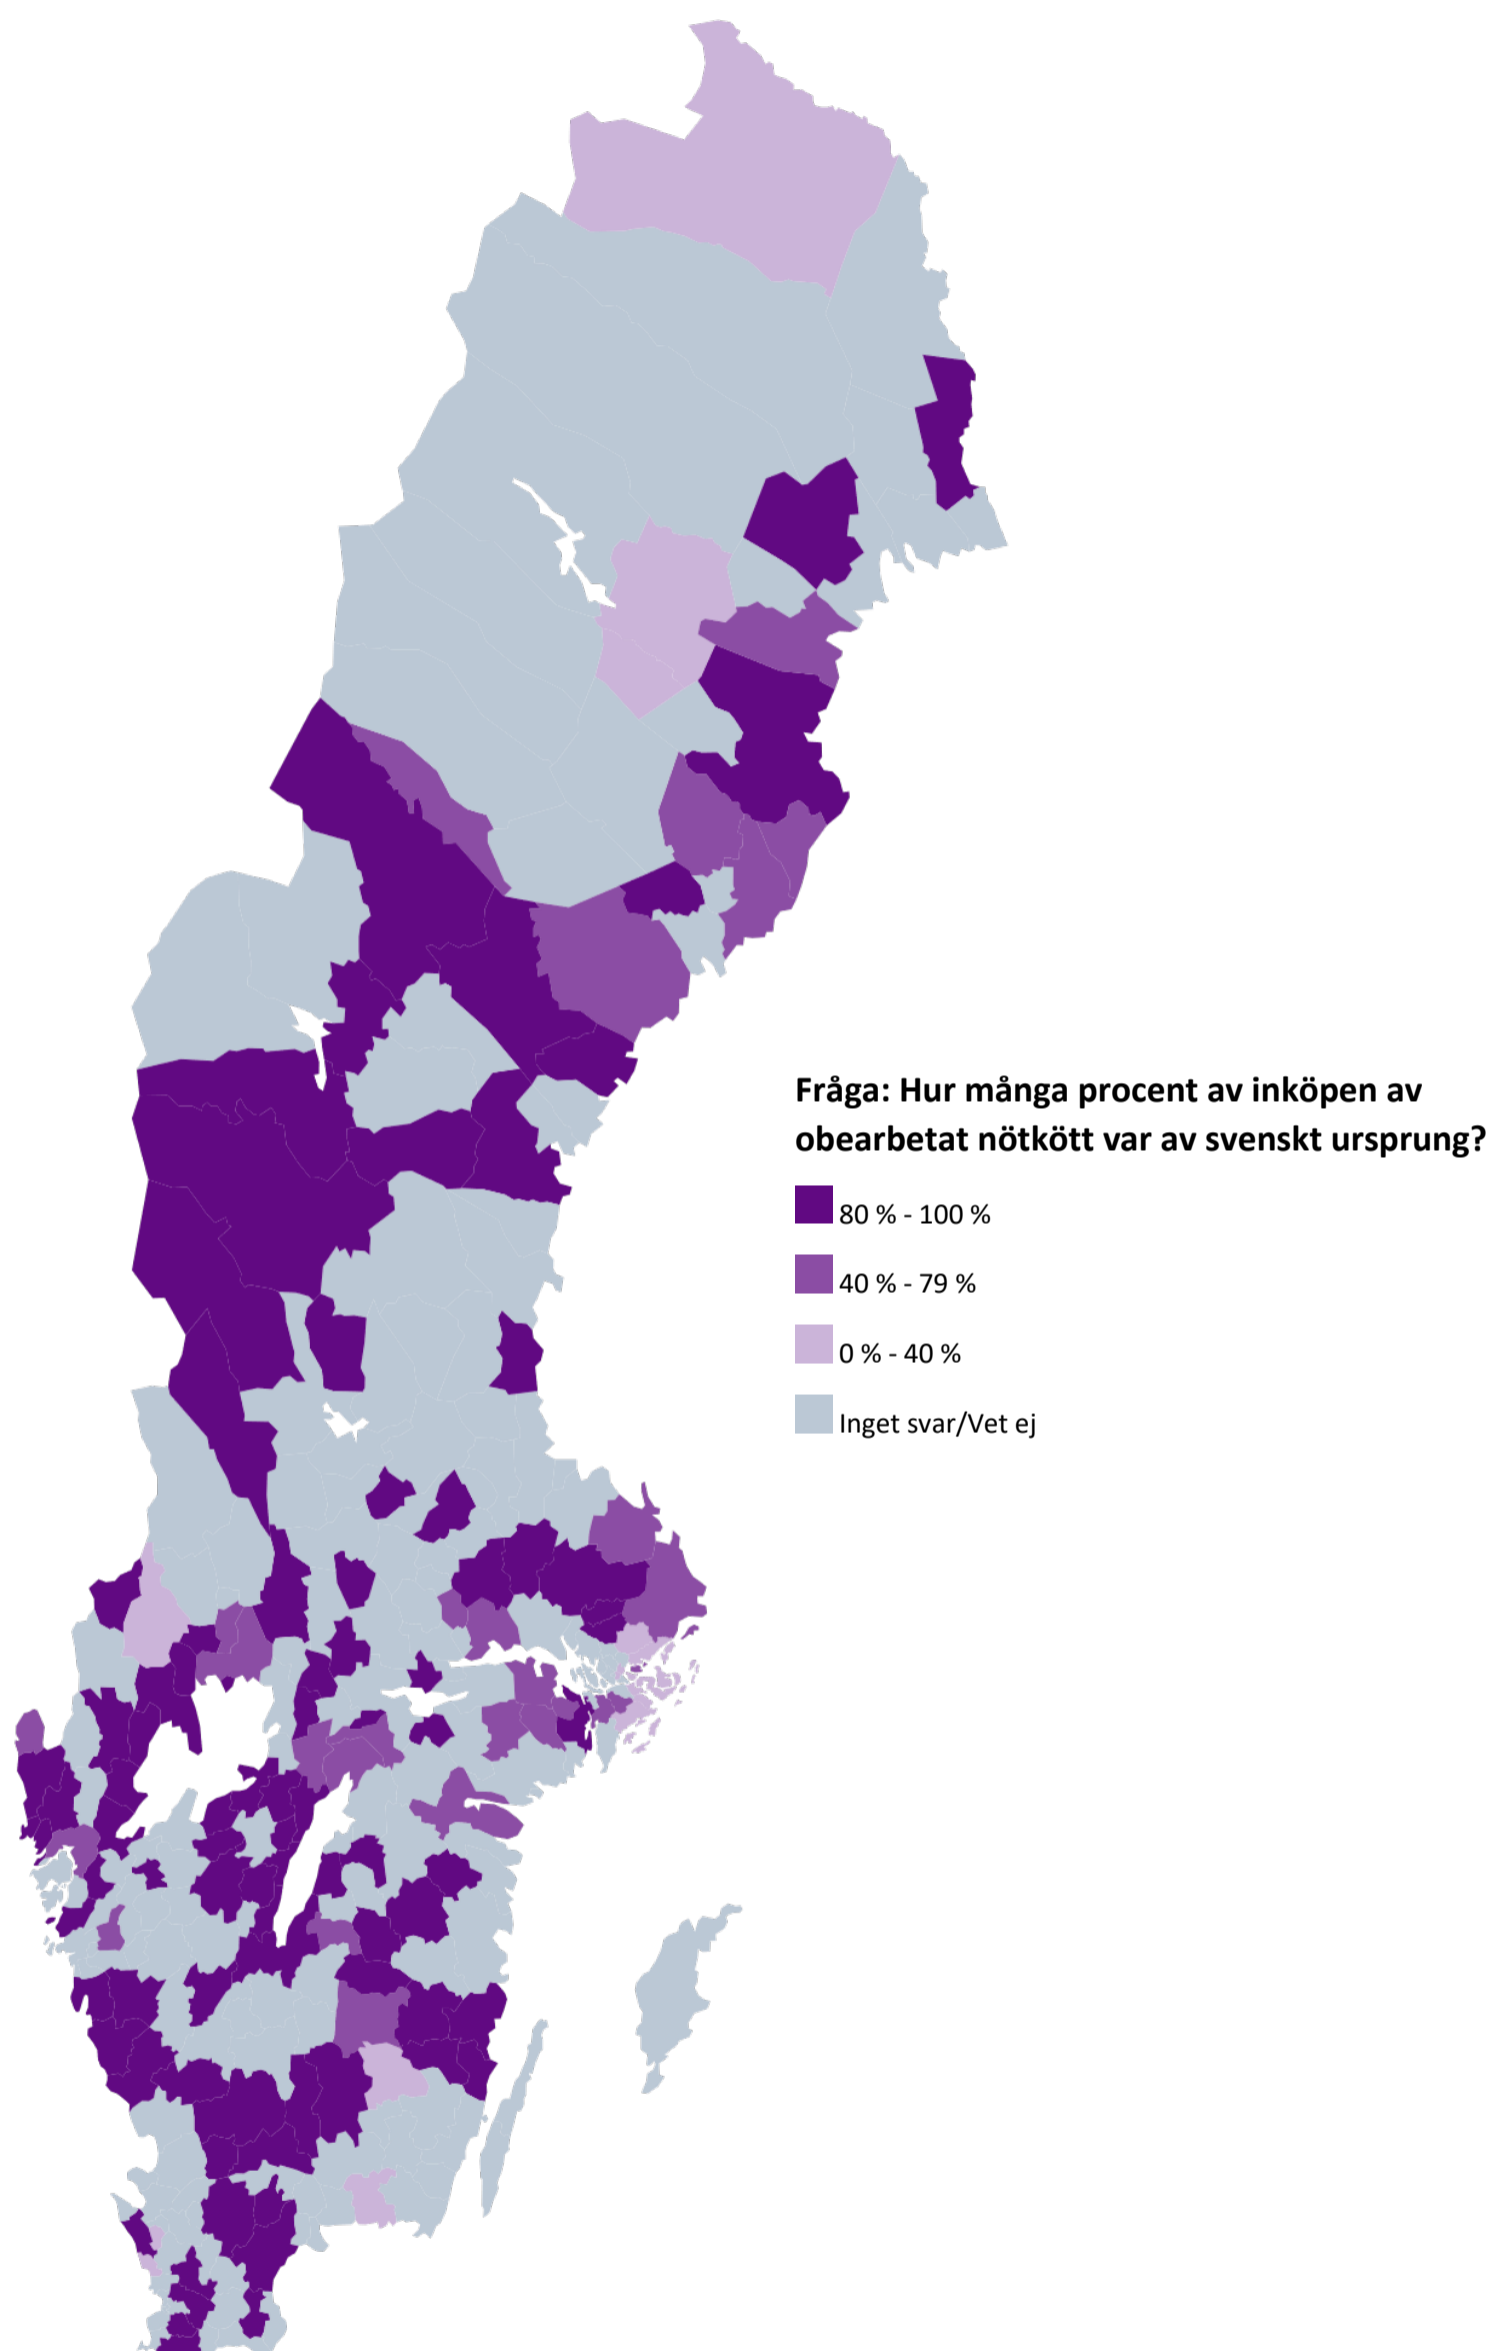 Fråga: Hur många procent av inköpen av
obearbetat nötkött var av svenskt ursprung?
80 % - 100 %
40 % - 79 %
0 % - 40 %
Inget svar/Vet ej